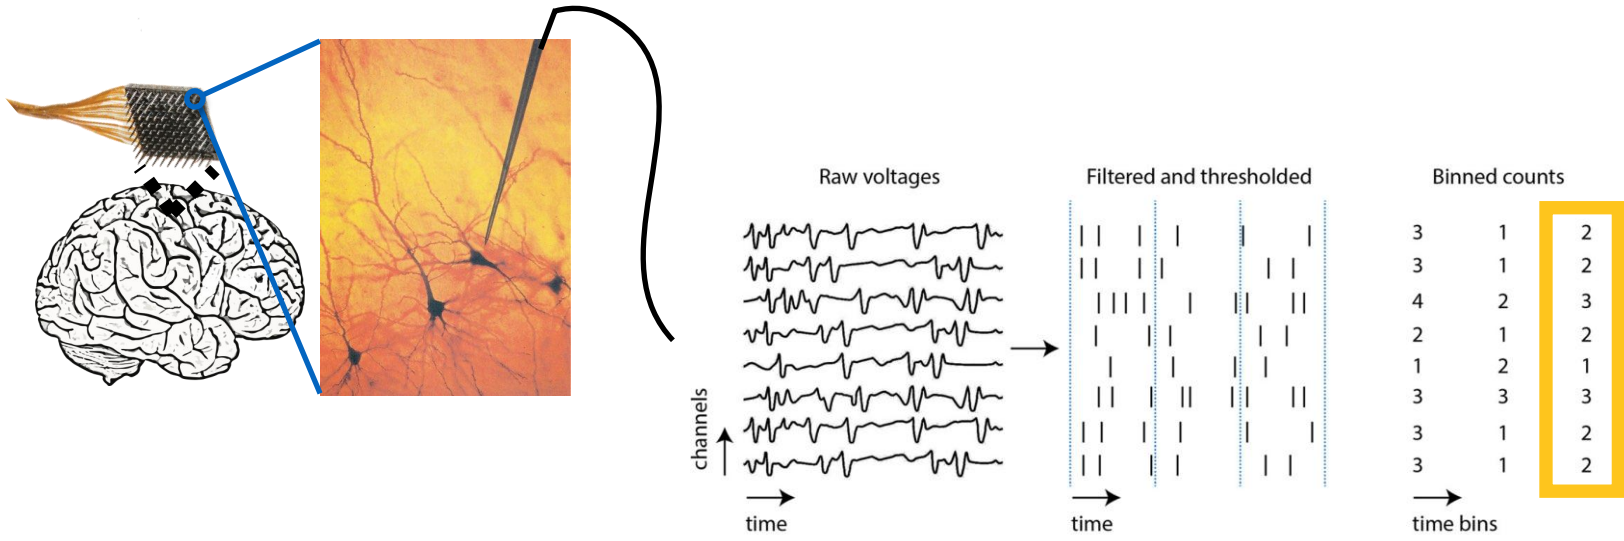 Raw voltages
Filtered and thresholded
Binned counts
3 1 2
3 1 2
4 2 3
2 1 2
1 2 1
3 3 3
3 1 2
3 1 2
channels
time
time
time bins